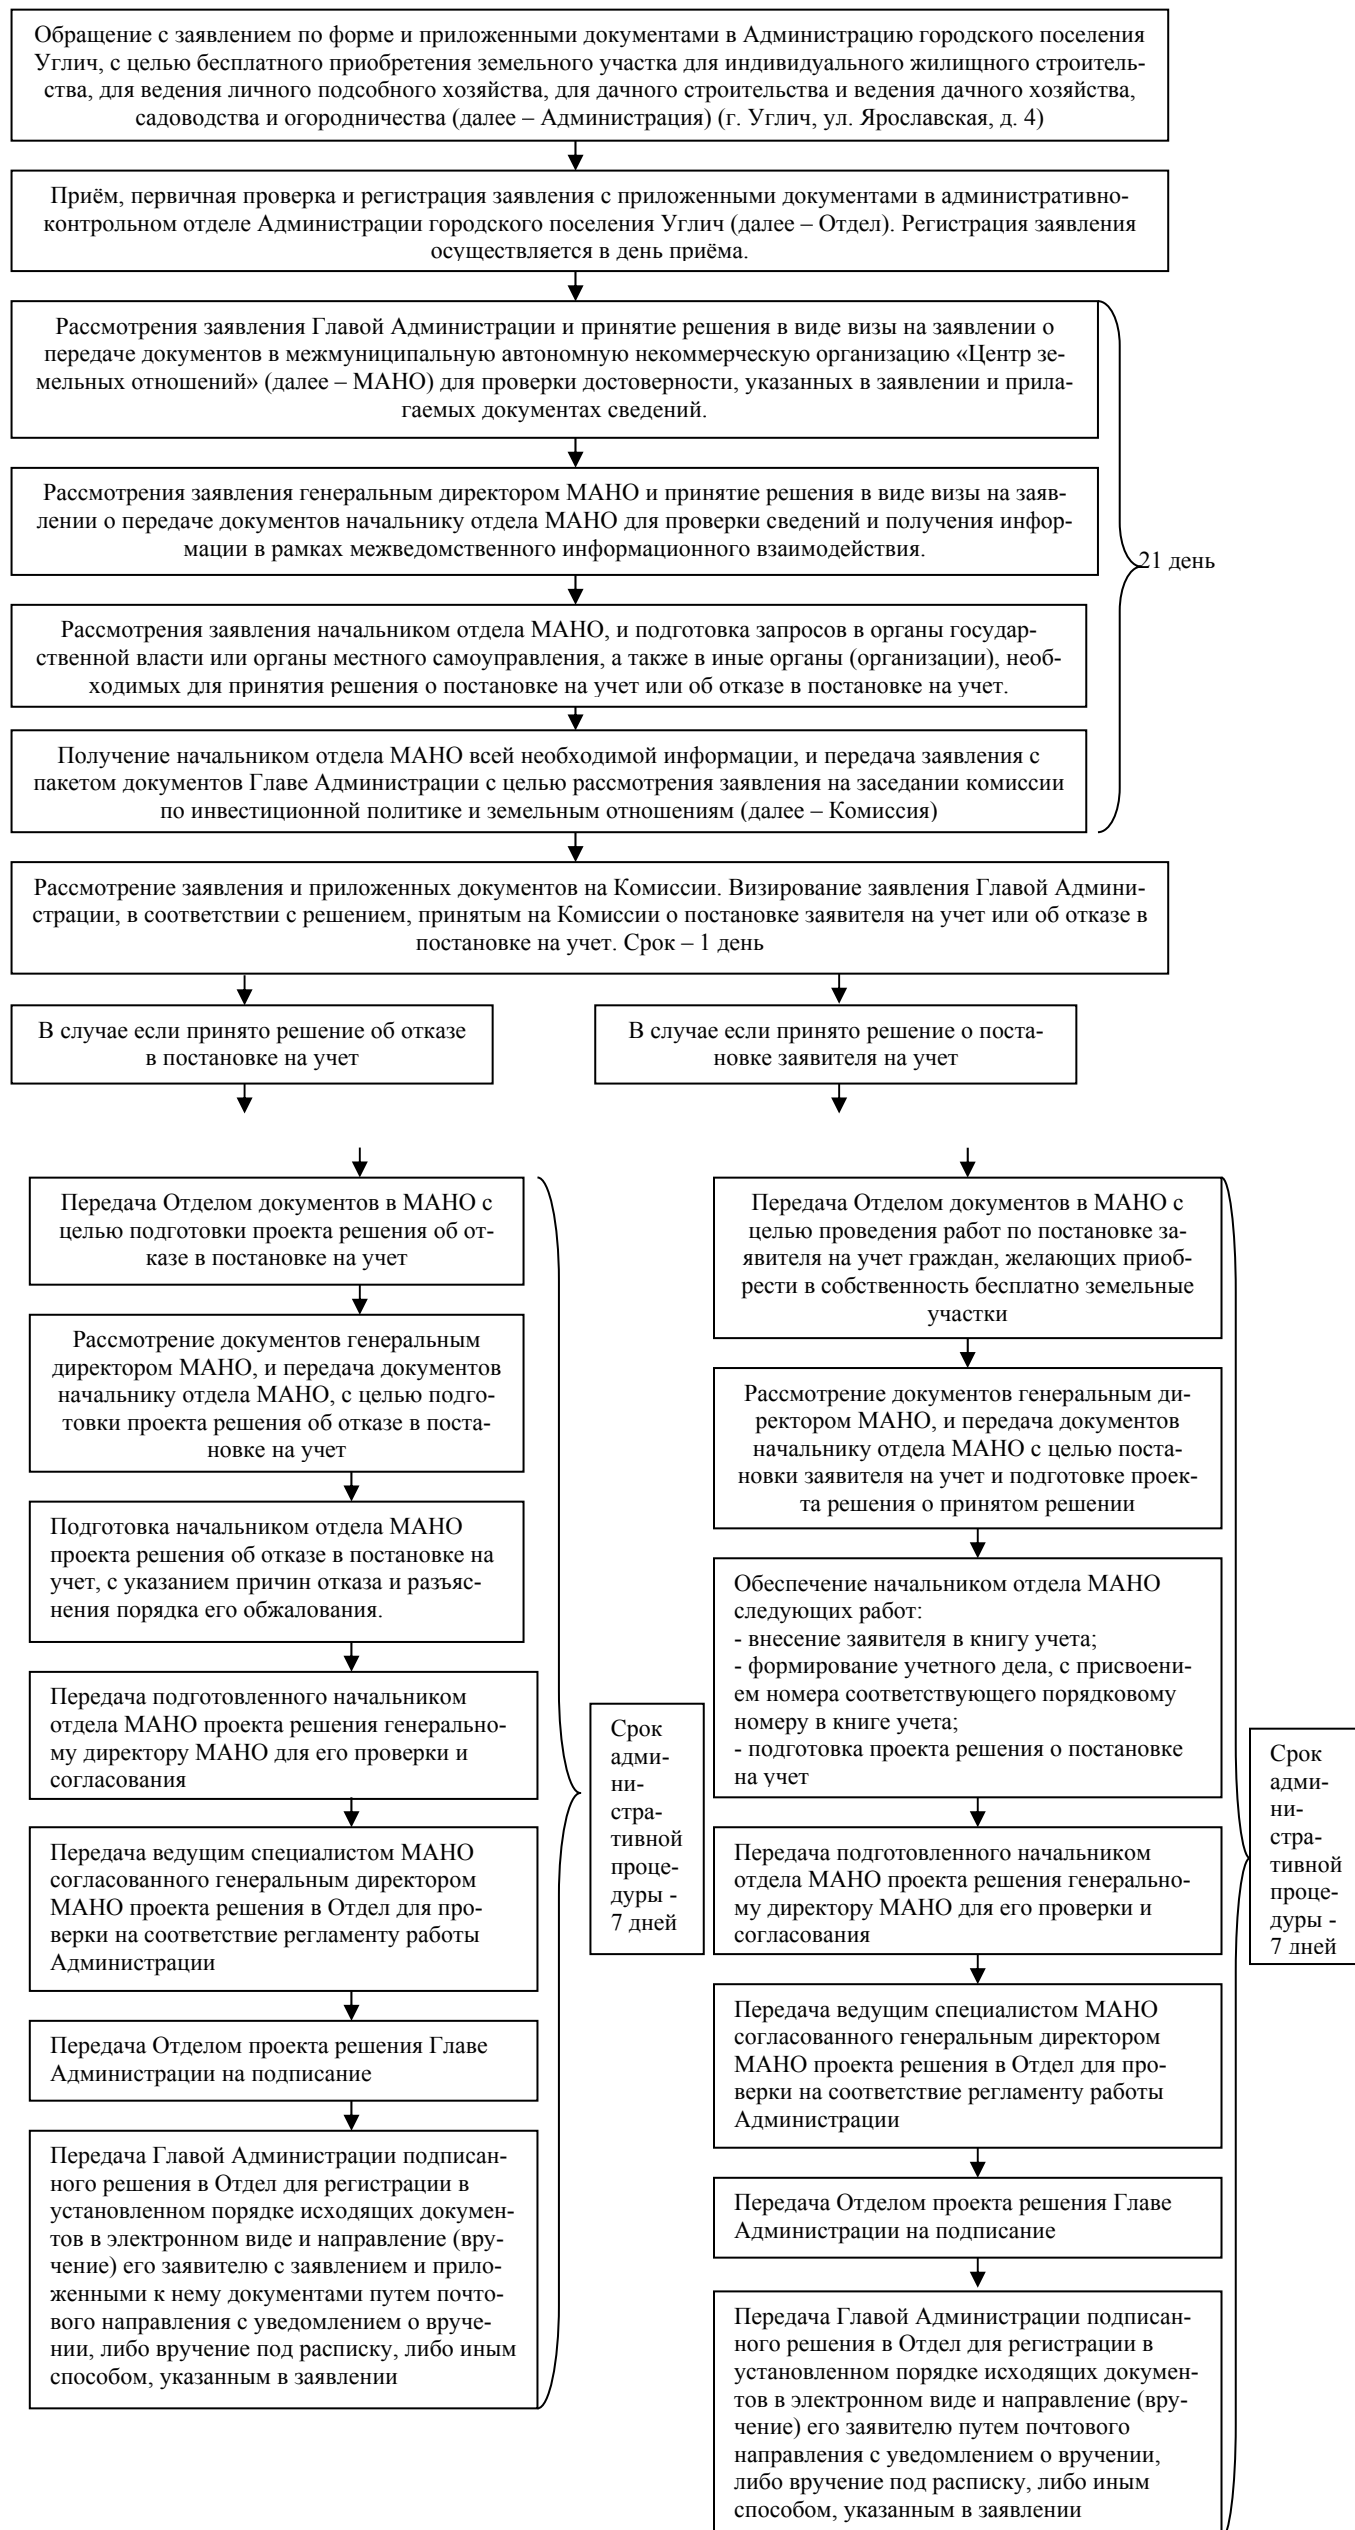 Обращение с заявлением по форме и приложенными документами в Администрацию городского поселения
Углич, с целью бесплатного приобретения земельного участка для индивидуального жилищного строитель-
ства, для ведения личного подсобного хозяйства, для дачного строительства и ведения дачного хозяйства,
садоводства и огородничества (далее – Администрация) (г. Углич, ул. Ярославская, д. 4)
Приём, первичная проверка и регистрация заявления с приложенными документами в административно-
контрольном отделе Администрации городского поселения Углич (далее – Отдел). Регистрация заявления
осуществляется в день приёма.
Рассмотрения заявления Главой Администрации и принятие решения в виде визы на заявлении о
передаче документов в межмуниципальную автономную некоммерческую организацию «Центр зе-
мельных отношений» (далее – МАНО) для проверки достоверности, указанных в заявлении и прила-
гаемых документах сведений.
Рассмотрения заявления генеральным директором МАНО и принятие решения в виде визы на заяв-
лении о передаче документов начальнику отдела МАНО для проверки сведений и получения инфор-
мации в рамках межведомственного информационного взаимодействия.
21 день
Рассмотрения заявления начальником отдела МАНО, и подготовка запросов в органы государ-
ственной власти или органы местного самоуправления, а также в иные органы (организации), необ-
ходимых для принятия решения о постановке на учет или об отказе в постановке на учет.
Получение начальником отдела МАНО всей необходимой информации, и передача заявления с
пакетом документов Главе Администрации с целью рассмотрения заявления на заседании комиссии
по инвестиционной политике и земельным отношениям (далее – Комиссия)
Рассмотрение заявления и приложенных документов на Комиссии. Визирование заявления Главой Админи-
страции, в соответствии с решением, принятым на Комиссии о постановке заявителя на учет или об отказе в
постановке на учет. Срок – 1 день
В случае если принято решение об отказе
в постановке на учет
В случае если принято решение о поста-
новке заявителя на учет
Передача Отделом документов в МАНО с
целью подготовки проекта решения об от-
казе в постановке на учет
Рассмотрение документов генеральным
директором МАНО, и передача документов
начальнику отдела МАНО, с целью подго-
товки проекта решения об отказе в поста-
новке на учет
Подготовка начальником отдела МАНО
проекта решения об отказе в постановке на
учет, с указанием причин отказа и разъяс-
нения порядка его обжалования.
Передача подготовленного начальником
отдела МАНО проекта решения генерально-
му директору МАНО для его проверки и
согласования
Передача ведущим специалистом МАНО
согласованного генеральным директором
МАНО проекта решения в Отдел для про-
верки на соответствие регламенту работы
Администрации
Передача Отделом проекта решения Главе
Администрации на подписание
Передача Главой Администрации подписан-
ного решения в Отдел для регистрации в
установленном порядке исходящих докумен-
тов в электронном виде и направление (вру-
чение) его заявителю с заявлением и прило-
женными к нему документами путем почто-
вого направления с уведомлением о вруче-
нии, либо вручение под расписку, либо иным
способом, указанным в заявлении
Срок
адми-
ни-
стра-
тивной
проце-
дуры -
7 дней
Передача Отделом документов в МАНО с
целью проведения работ по постановке за-
явителя на учет граждан, желающих приоб-
рести в собственность бесплатно земельные
участки
Рассмотрение документов генеральным ди-
ректором МАНО, и передача документов
начальнику отдела МАНО с целью поста-
новки заявителя на учет и подготовке проек-
та решения о принятом решении
Обеспечение начальником отдела МАНО
следующих работ:
- внесение заявителя в книгу учета;
- формирование учетного дела, с присвоени-
ем номера соответствующего порядковому
номеру в книге учета;
- подготовка проекта решения о постановке
на учет
Передача подготовленного начальником
отдела МАНО проекта решения генерально-
му директору МАНО для его проверки и
согласования
Передача ведущим специалистом МАНО
согласованного генеральным директором
МАНО проекта решения в Отдел для про-
верки на соответствие регламенту работы
Администрации
Передача Отделом проекта решения Главе
Администрации на подписание
Передача Главой Администрации подписан-
ного решения в Отдел для регистрации в
установленном порядке исходящих докумен-
тов в электронном виде и направление (вру-
чение) его заявителю путем почтового
направления с уведомлением о вручении,
либо вручение под расписку, либо иным
способом, указанным в заявлении
Срок
адми-
ни-
стра-
тивной
проце-
дуры -
7 дней